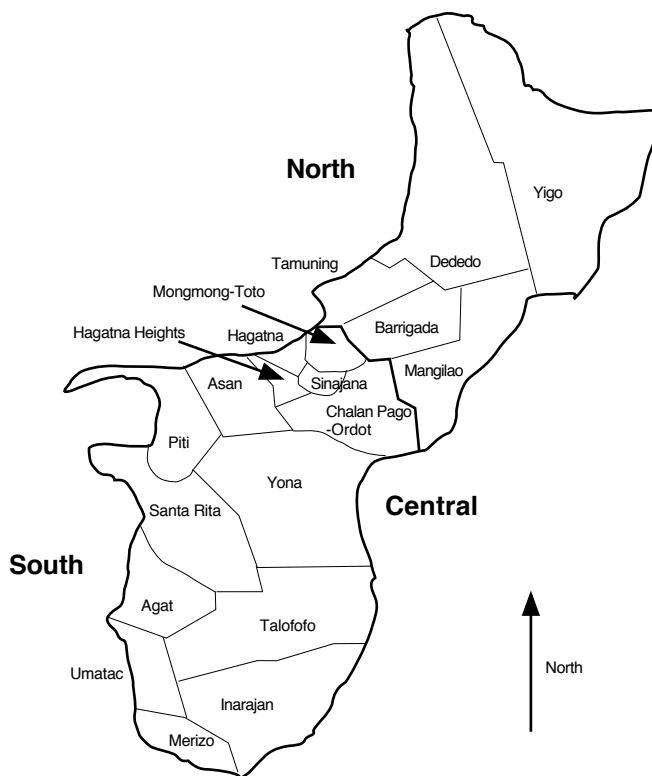 North
Yigo
Tamuning
Dededo
Mongmong-Toto
Barrigada
Hagatna
Hagatna Heights
Mangilao
Asan
Sinajana
Chalan Pago
-Ordot
Piti
Yona
Central
Santa Rita
South
Agat
Talofofo
North
Umatac
Inarajan
Merizo